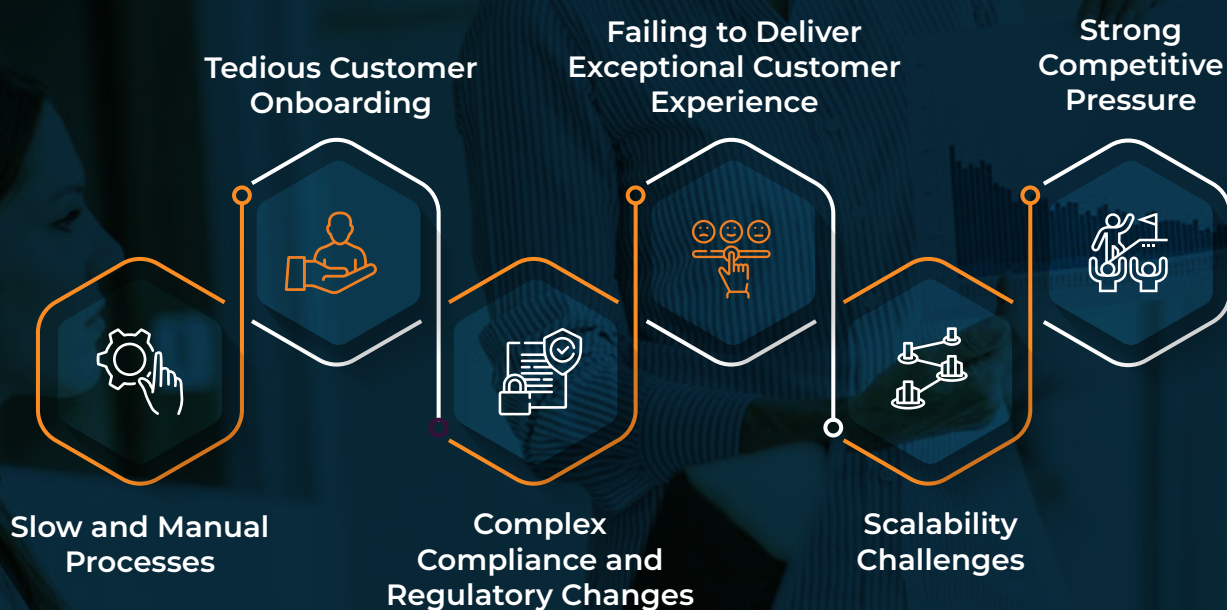 Slow and Manual
Processes
Tedious Customer
Onboarding
Complex
Compliance and
Regulatory Changes
Failing to Deliver
Exceptional Customer
Experience
Scalability
Challenges
Strong
Competitive
Pressure